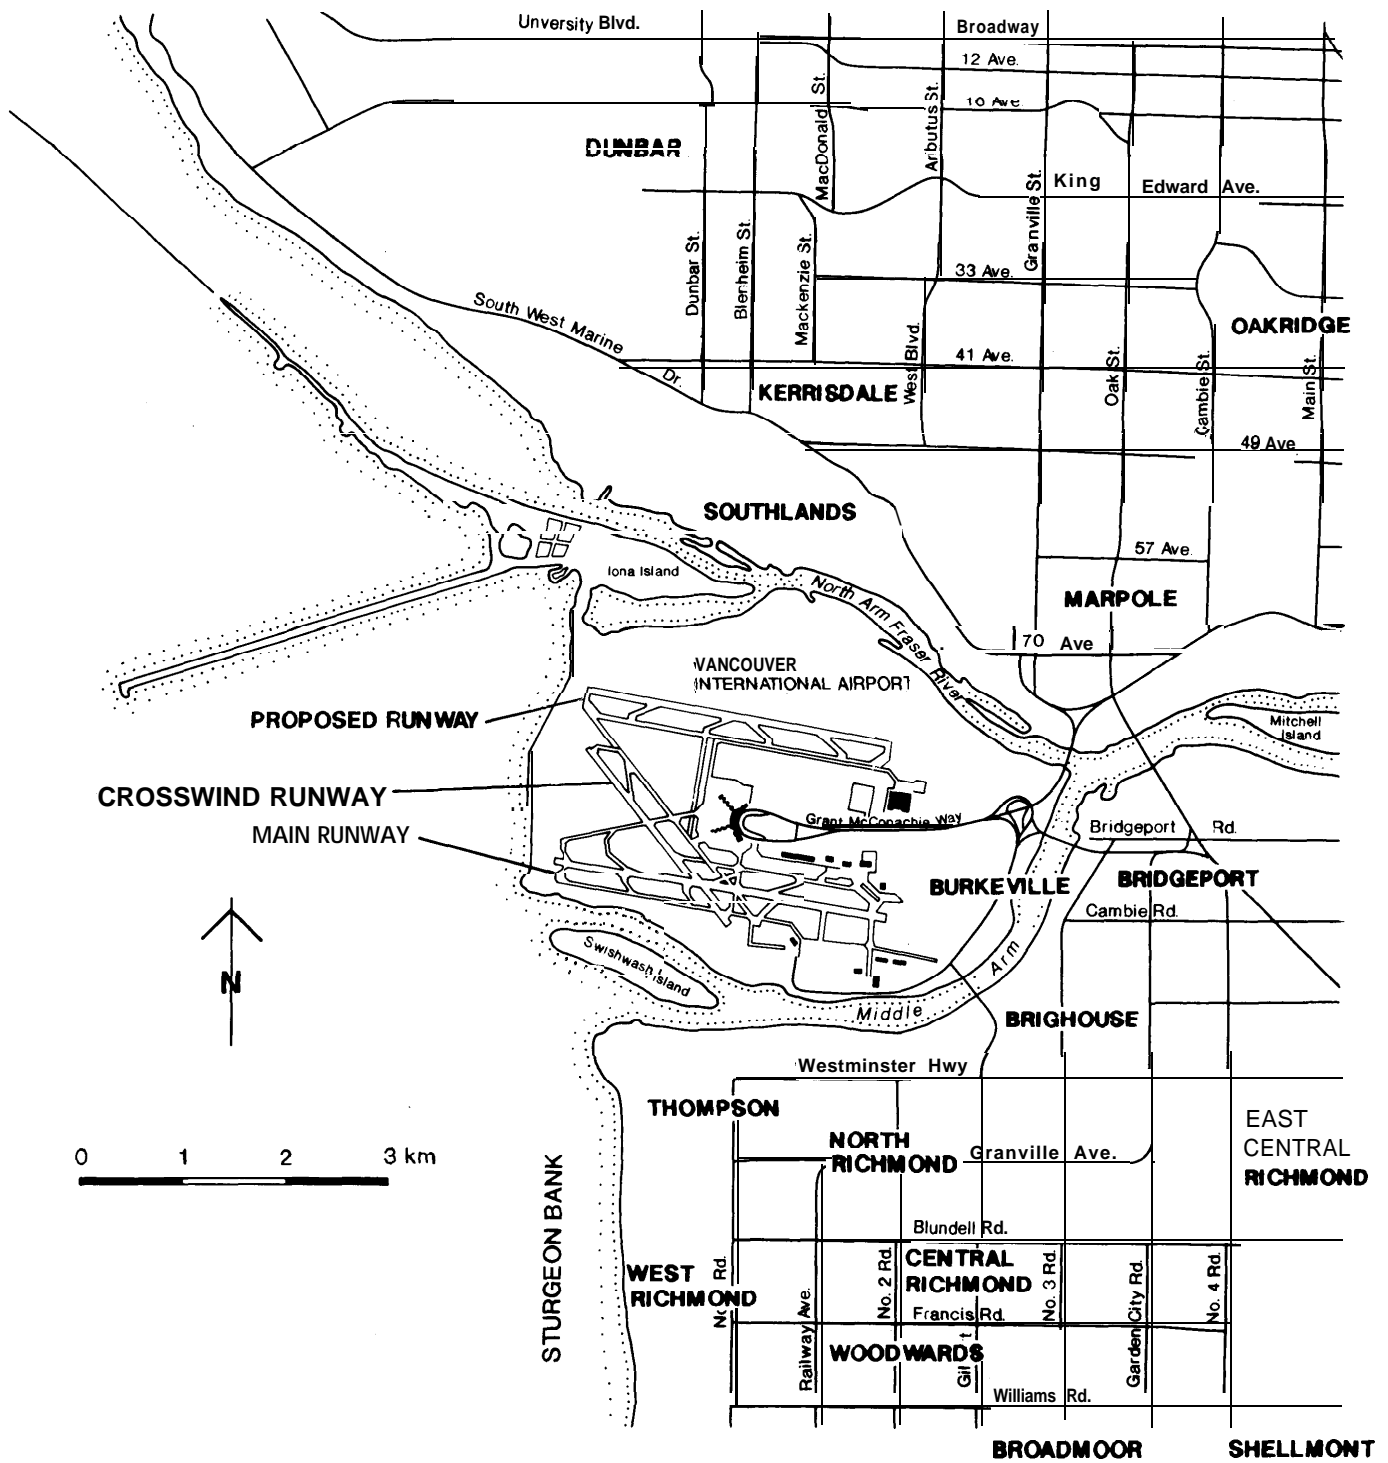 Unversity Blvd.
Broadway
12 Ave.
16 Ave.
DUNBAR
MacDonald St.
Arbutus St.
Granville St.
King Edward Ave.
Dunbar St.
Blenheim St.
Mackenzie St.
33 Ave.
South West Marine Dr.
OAKRIDGE
41 Ave.
West Blvd.
Oak St.
Cambie St.
Main St.
KERRISDALE
49 Ave
SOUTHLANDS
57 Ave.
Iona Island
North Arm Fraser River
MARPOLE
70 Ave
VANCOUVER
INTERNATIONAL AIRPORT
PROPOSED RUNWAY
Mitchell
Island
CROSSWIND RUNWAY
MAIN RUNWAY
Grant McConachie Way
Bridgeport Rd.
BURKEVILLE
BRIDGEPORT
Cambie Rd.
N
Swishwash Island
Middle Arm
BRIGHOUSE
Westminster Hwy
THOMPSON
NORTH
RICHMOND
Granville Ave.
EAST
CENTRAL
RICHMOND
0 1 2 3 km
STURGEON BANK
Blundell Rd.
WEST
RICHMOND
CENTRAL
RICHMOND
No Rd.
Railway Ave.
No. 2 Rd.
No. 3 Rd.
Garden City Rd.
No. 4 Rd.
Francis Rd.
WOODWARDS
Williams Rd.
BROADMOOR
SHELLMONT